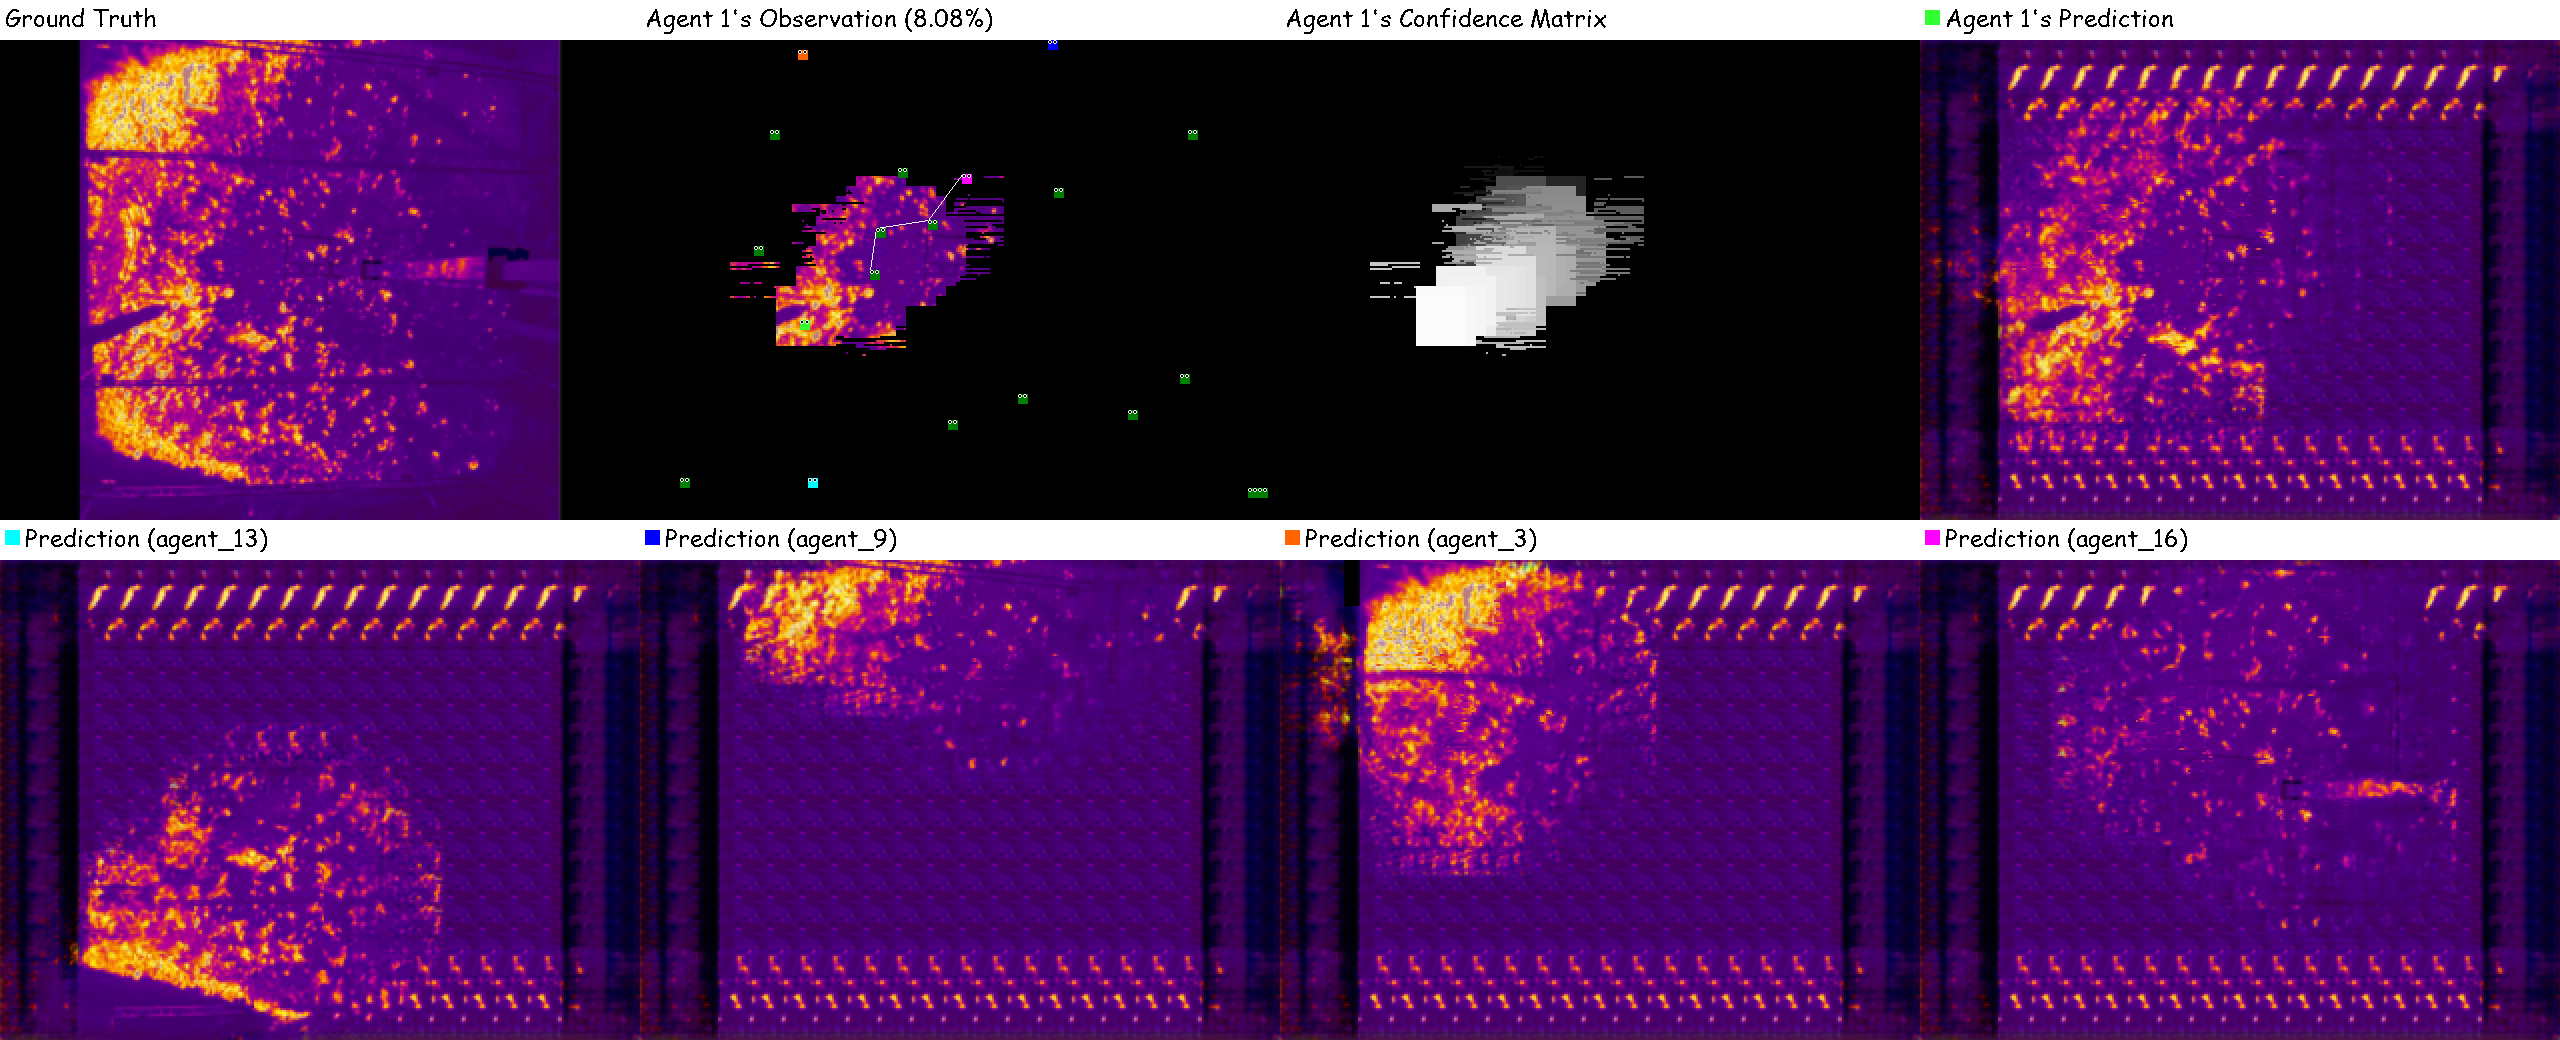 Ground Truth
Agent 1's Observation (8.08%)
Agent 1's Confidence Matrix
Agent 1's Prediction
Prediction (agent_13)
Prediction (agent_9)
Prediction (agent_3)
Prediction (agent_16)